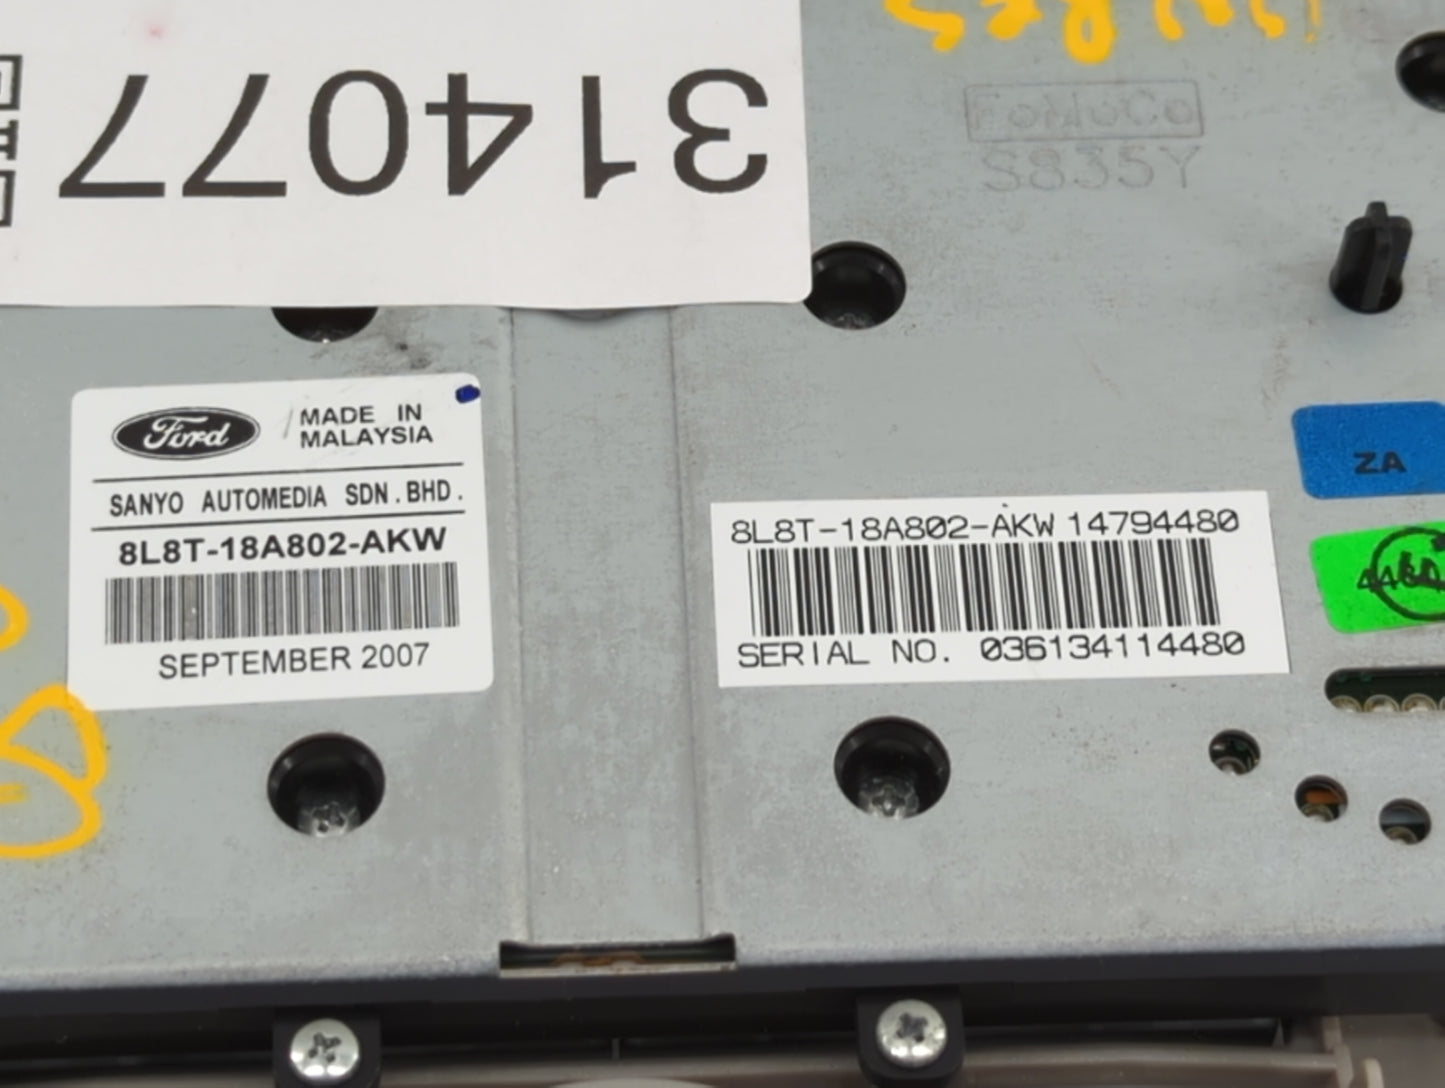 314077
FoMoCo
S835Y
Ford
MADE IN
MALAYSIA
SANYO AUTOMEDIA SDN.BHD.
8L8T-18A802-AKW
SEPTEMBER 2007
8L8T-18A802-AKW 14794480
SERIAL NO. 036134114480
ZA